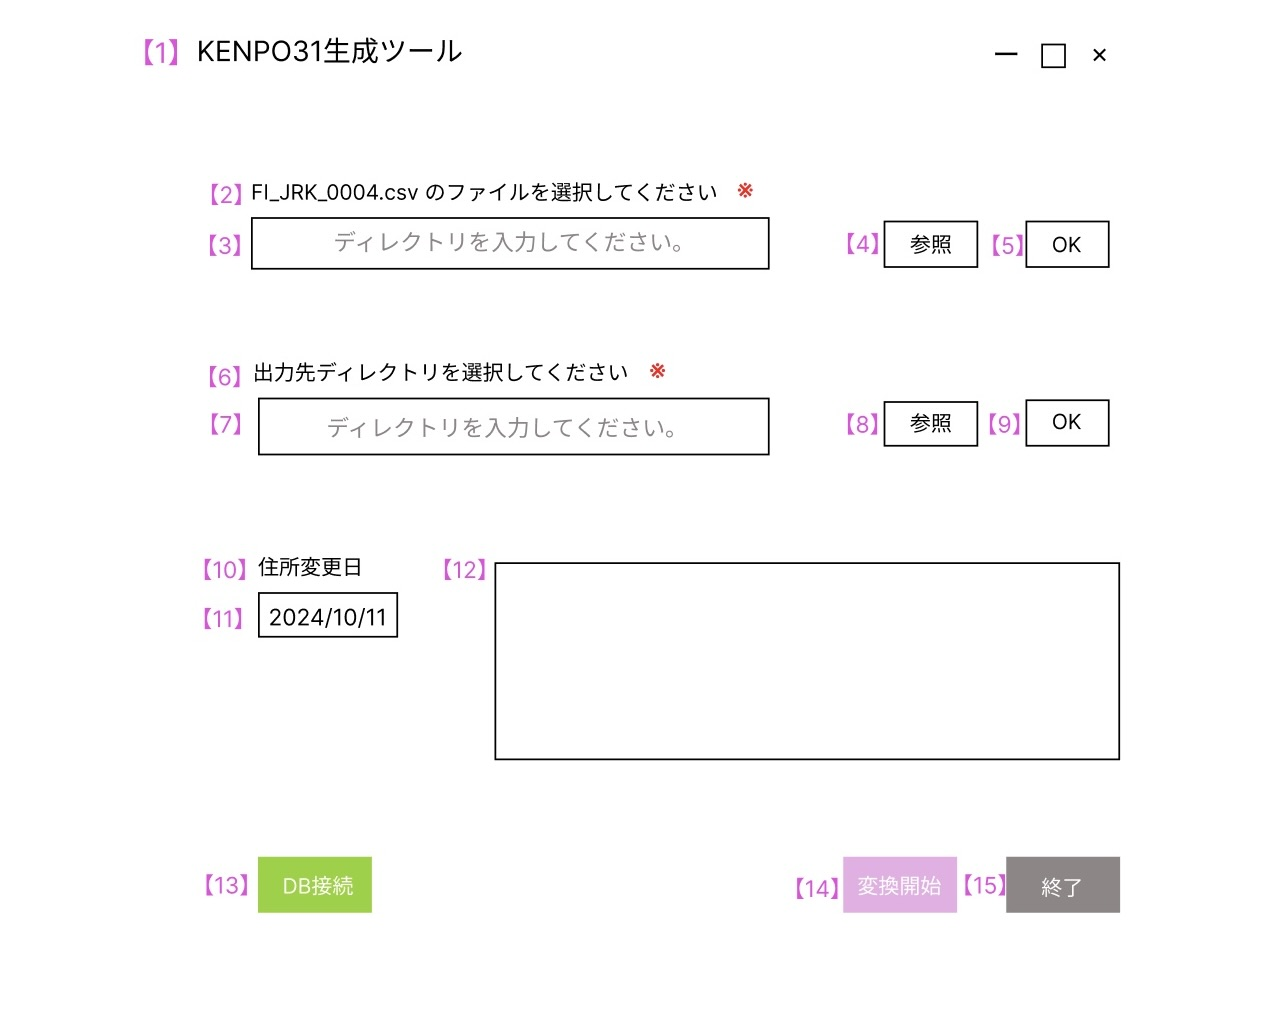 【1】 KENPO31生成ツール ー □ ×
【2】 FI_JRK_0004.csv のファイルを選択してください ※
【3】 ディレクトリを入力してください。 【4】 参照 【5】 OK
【6】 出力先ディレクトリを選択してください ※
【7】 ディレクトリを入力してください。 【8】 参照 【9】 OK
【10】 住所変更日 【12】
【11】 2024/10/11
【13】 DB接続 【14】 変換開始 【15】 終了